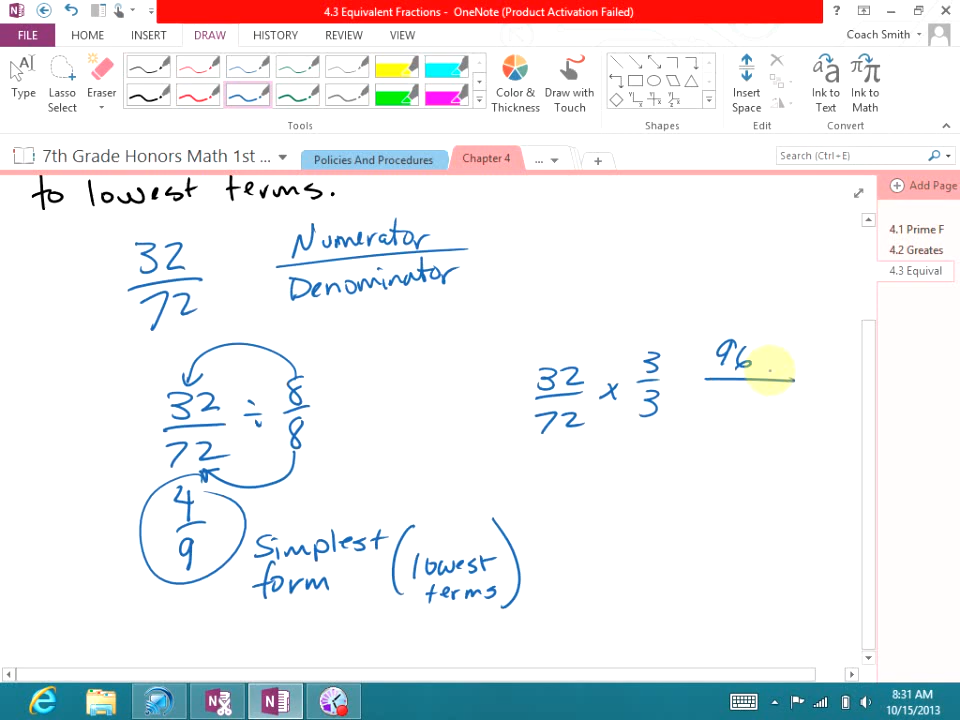 4.3 Equivalent Fractions - OneNote (Product Activation Failed)
?
FILE HOME INSERT DRAW HISTORY REVIEW VIEW
Coach Smith
Type
Lasso Select
Eraser
Color & Thickness
Draw with Touch
Insert Space
Ink to Text
Ink to Math
Tools
Shapes
Edit
Convert
7th Grade Honors Math 1st ...
Policies And Procedures
Chapter 4
...
+
Search (Ctrl+E)
to lowest terms.
Add Page
4.1 Prime F
4.2 Greates
4.3 Equival
32
72
Numerator
Denominator
32 ÷ 8
72 8
4
9
Simplest form
(lowest terms)
32 x 3 96
72 3
8:31 AM
10/15/2013